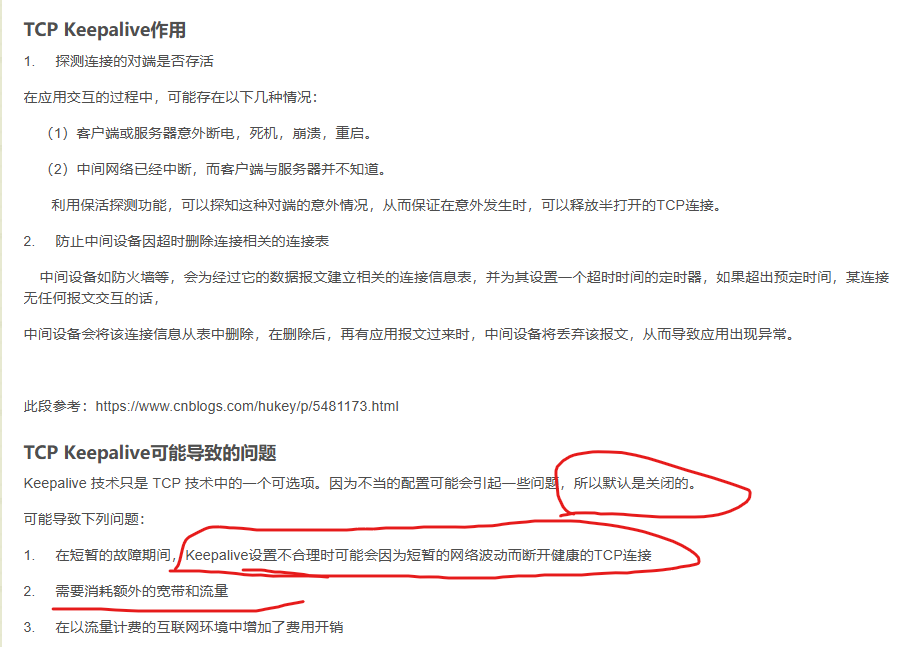 TCP Keepalive作用
1. 探测连接的对端是否存活
在应用交互的过程中，可能存在以下几种情况：
（1）客户端或服务器意外断电，死机，崩溃，重启。
（2）中间网络已经中断，而客户端与服务器并不知道。
利用保活探测功能，可以探知这种对端的意外情况，从而保证在意外发生时，可以释放半打开的TCP连接。
2. 防止中间设备因超时删除连接相关的连接表
中间设备如防火墙等，会为经过它的数据报文建立相关的连接信息表，并为其设置一个超时时间的定时器，如果超出预定时间，某连接
无任何报文交互的话，
中间设备会将该连接信息从表中删除，在删除后，再有应用报文过来时，中间设备将丢弃该报文，从而导致应用出现异常。
此段参考：https://www.cnblogs.com/hukey/p/5481173.html
TCP Keepalive可能导致的问题
Keepalive 技术只是 TCP 技术中的一个可选项。因为不当的配置可能会引起一些问题，所以默认是关闭的。
可能导致下列问题：
1. 在短暂的故障期间，Keepalive设置不合理时可能会因为短暂的网络波动而断开健康的TCP连接
2. 需要消耗额外的宽带和流量
3. 在以流量计费的互联网环境中增加了费用开销